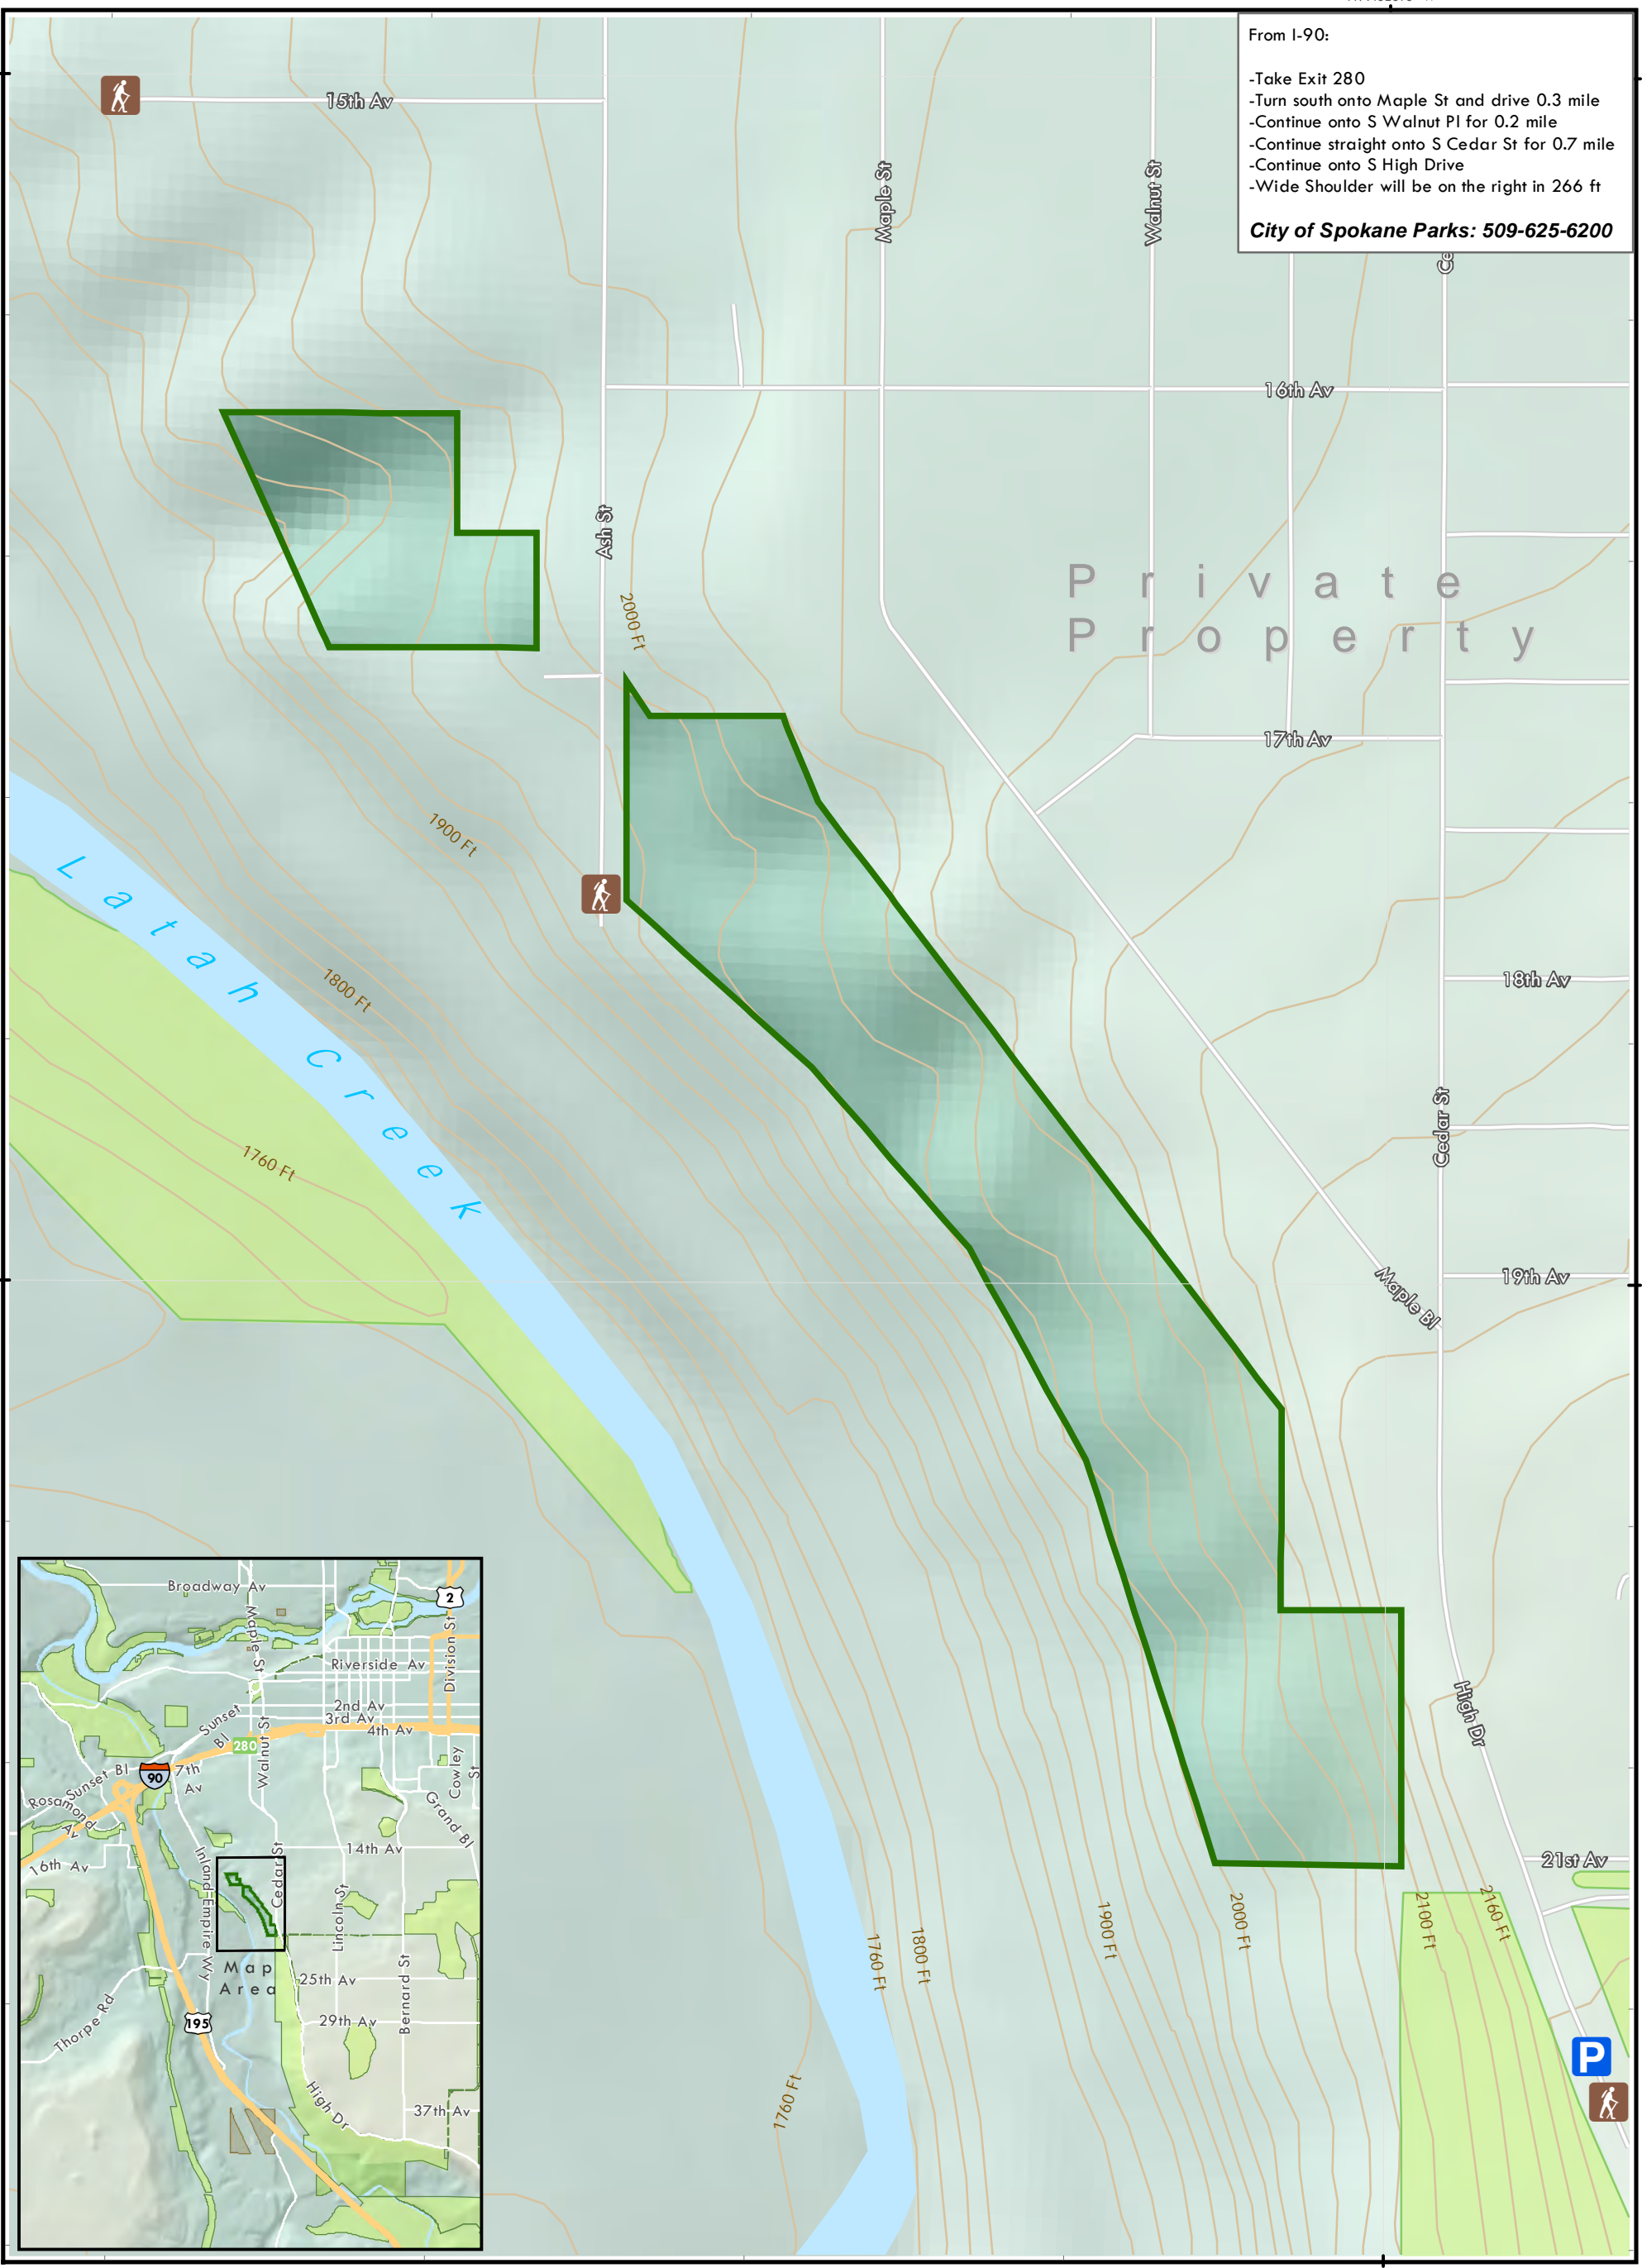 From I-90:
-Take Exit 280
-Turn south onto Maple St and drive 0.3 mile
-Continue onto S Walnut Pl for 0.2 mile
-Continue straight onto S Cedar St for 0.7 mile
-Continue onto S High Drive
-Wide Shoulder will be on the right in 266 ft
City of Spokane Parks: 509-625-6200
15th Av
Maple St
Walnut St
Ce
16th Av
Ash St
Private
Property
2000 Ft
17th Av
1900 Ft
Latah Creek
1800 Ft
18th Av
Cedar St
1760 Ft
19th Av
Maple Bl
High Dr
21st Av
1760 Ft
1800 Ft
1900 Ft
2000 Ft
2100 Ft
2160 Ft
1760 Ft
P
Broadway Av
2
Maple St
Riverside Av
Division St
2nd Av
3rd Av
4th Av
Sunset Bl
280
Walnut St
90
7th Av
Sunset Bl
Rosamond Av
Cowley St
Grand Bl
14th Av
16th Av
Inland Empire Wy
Cedar St
Lincoln St
Map
Area
25th Av
Bernard St
29th Av
195
Thorpe Rd
High Dr
37th Av